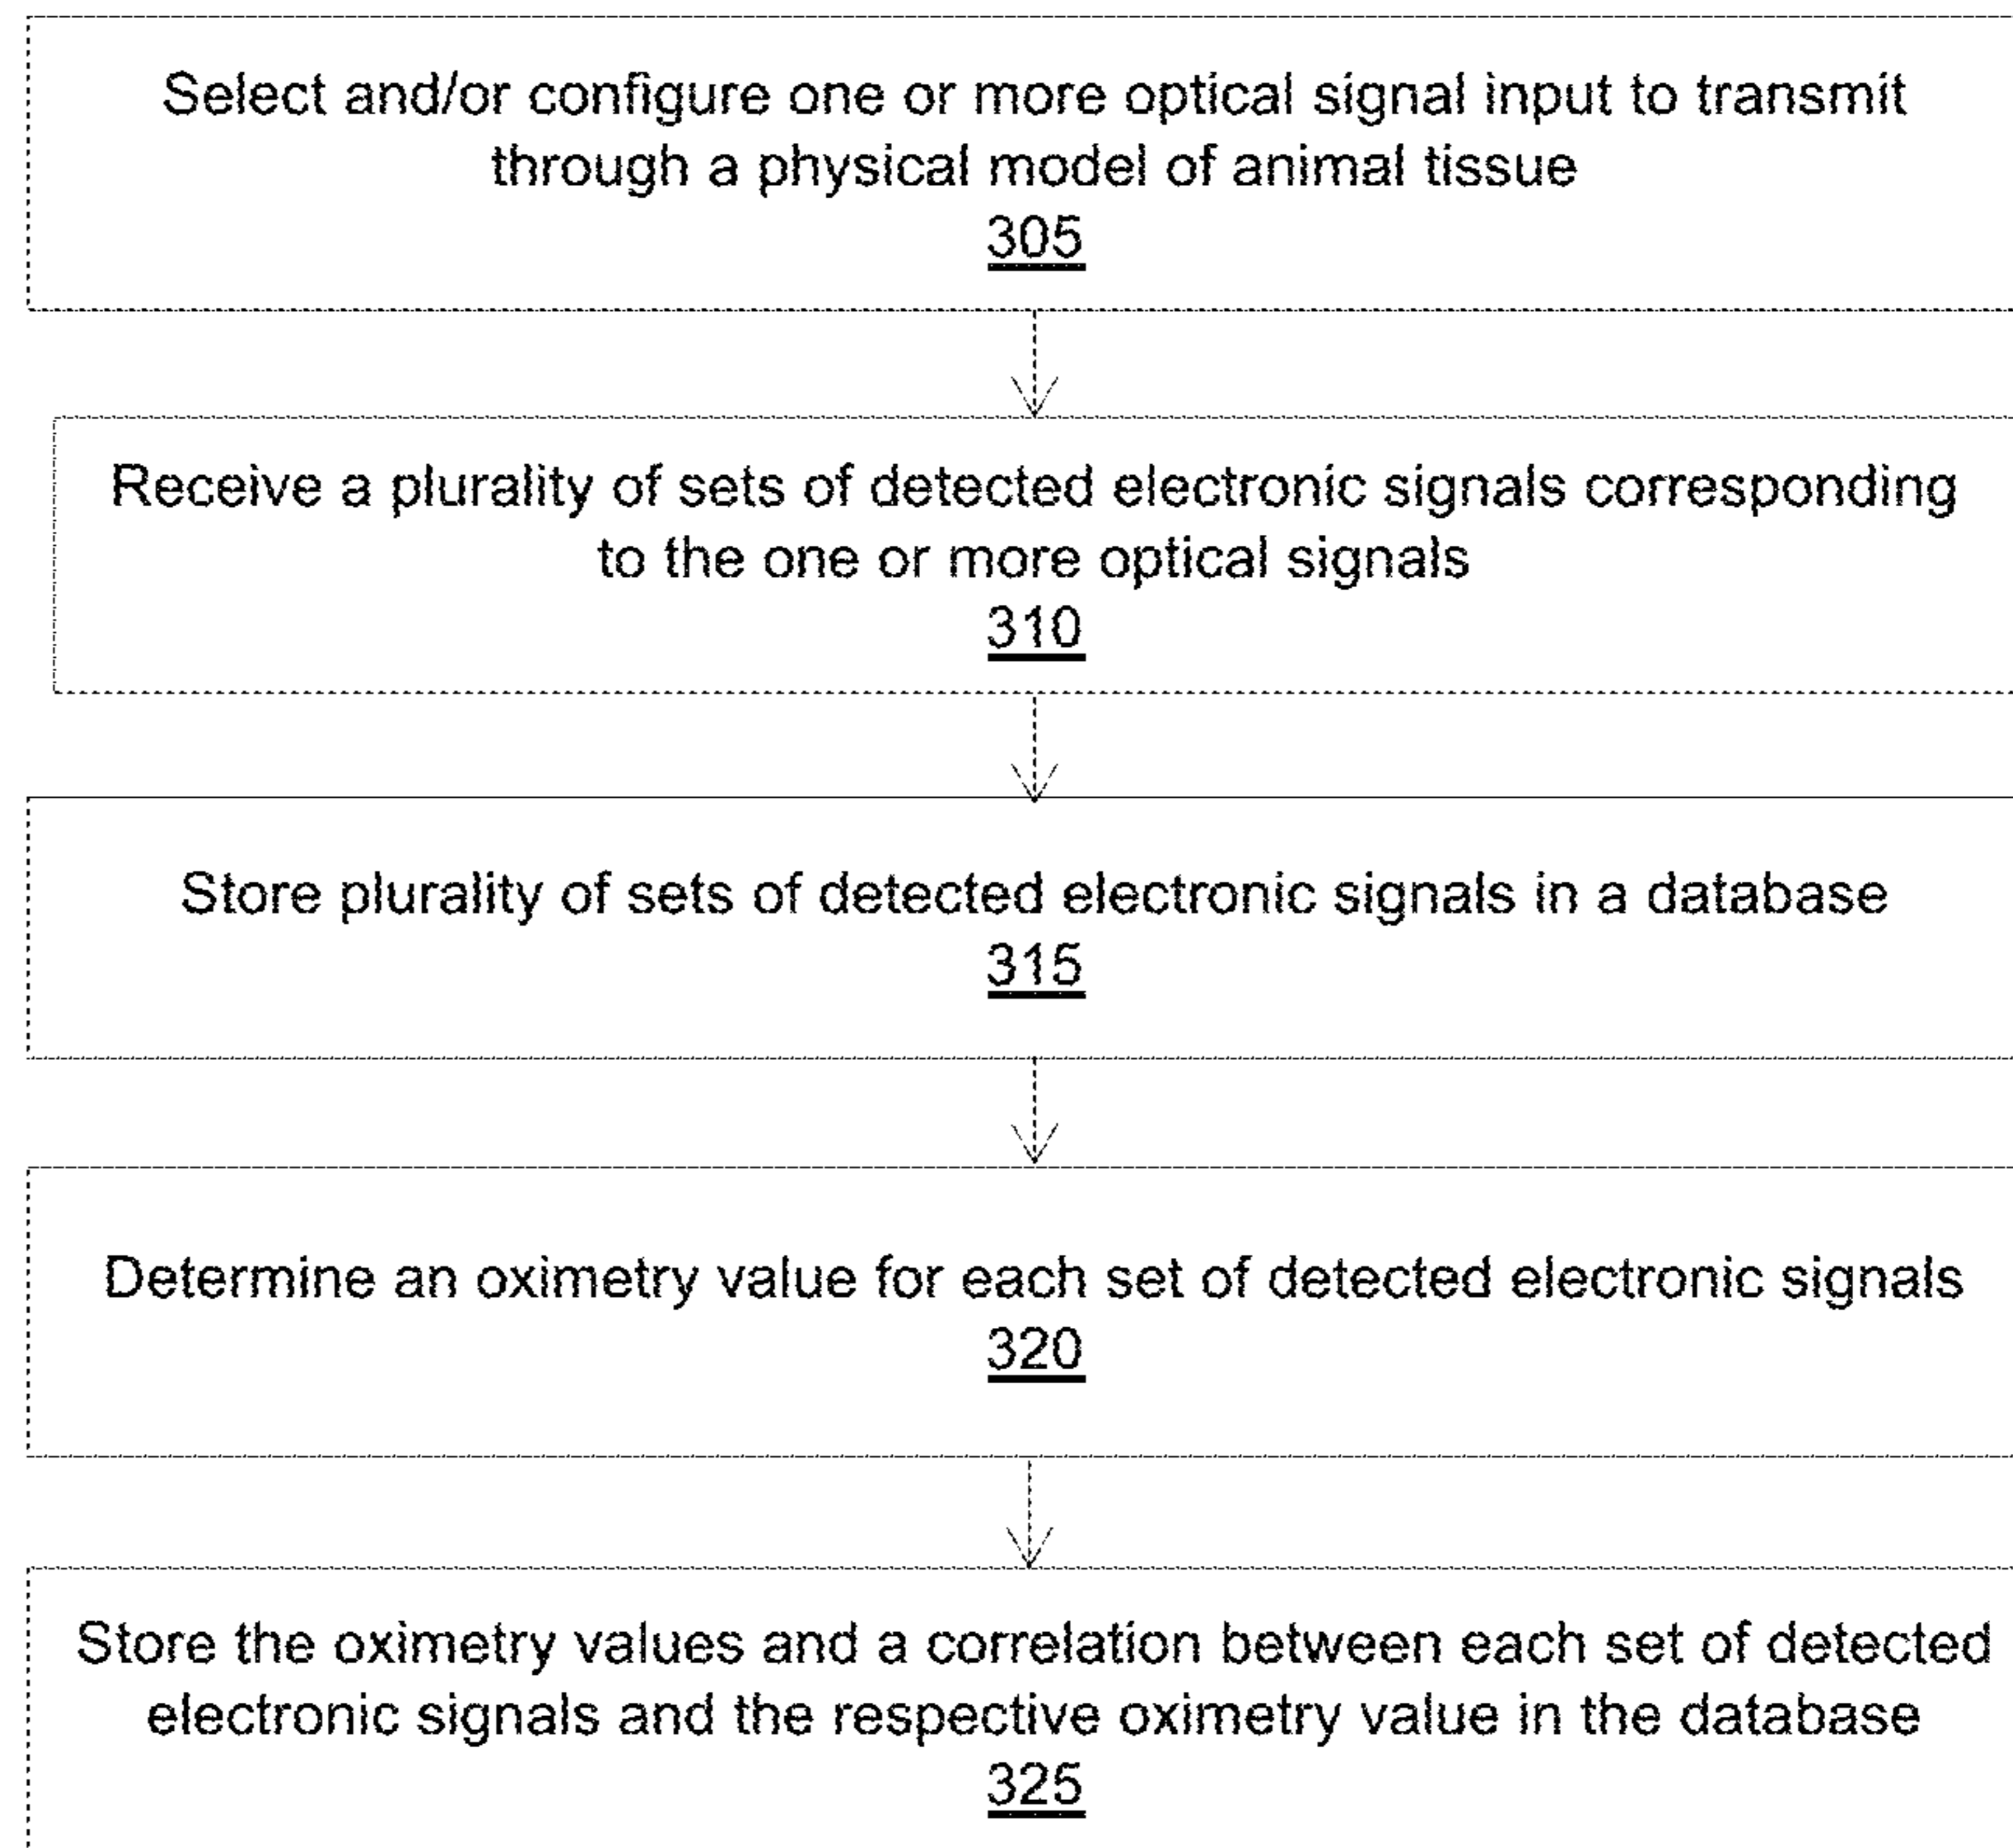 Select and/or configure one or more optical signal input to transmit
through a physical model of animal tissue
305
Receive a plurality of sets of detected electronic signals corresponding
to the one or more optical signals
310
Store plurality of sets of detected electronic signals in a database
315
Determine an oximetry value for each set of detected electronic signals
320
Store the oximetry values and a correlation between each set of detected
electronic signals and the respective oximetry value in the database
325